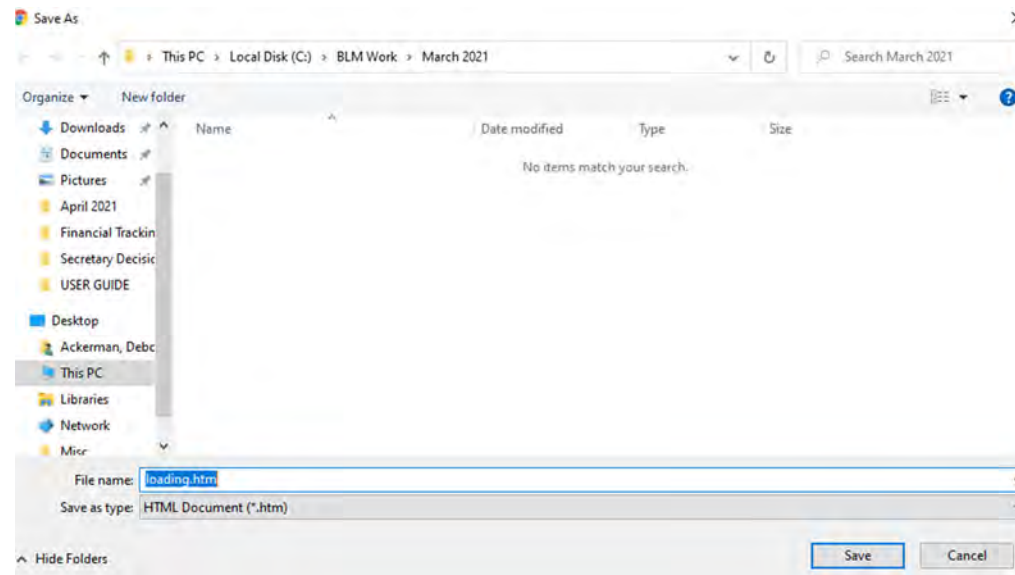 Save As
This PC > Local Disk (C:) > BLM Work > March 2021
Search March 2021
Organize
New folder
Name
Date modified
Type
Size
No items match your search.
Downloads
Documents
Pictures
April 2021
Financial Trackin
Secretary Decisic
USER GUIDE
Desktop
Ackerman, Debc
This PC
Libraries
Network
Misc
File name: loading.htm
Save as type: HTML Document (*.htm)
Hide Folders
Save
Cancel